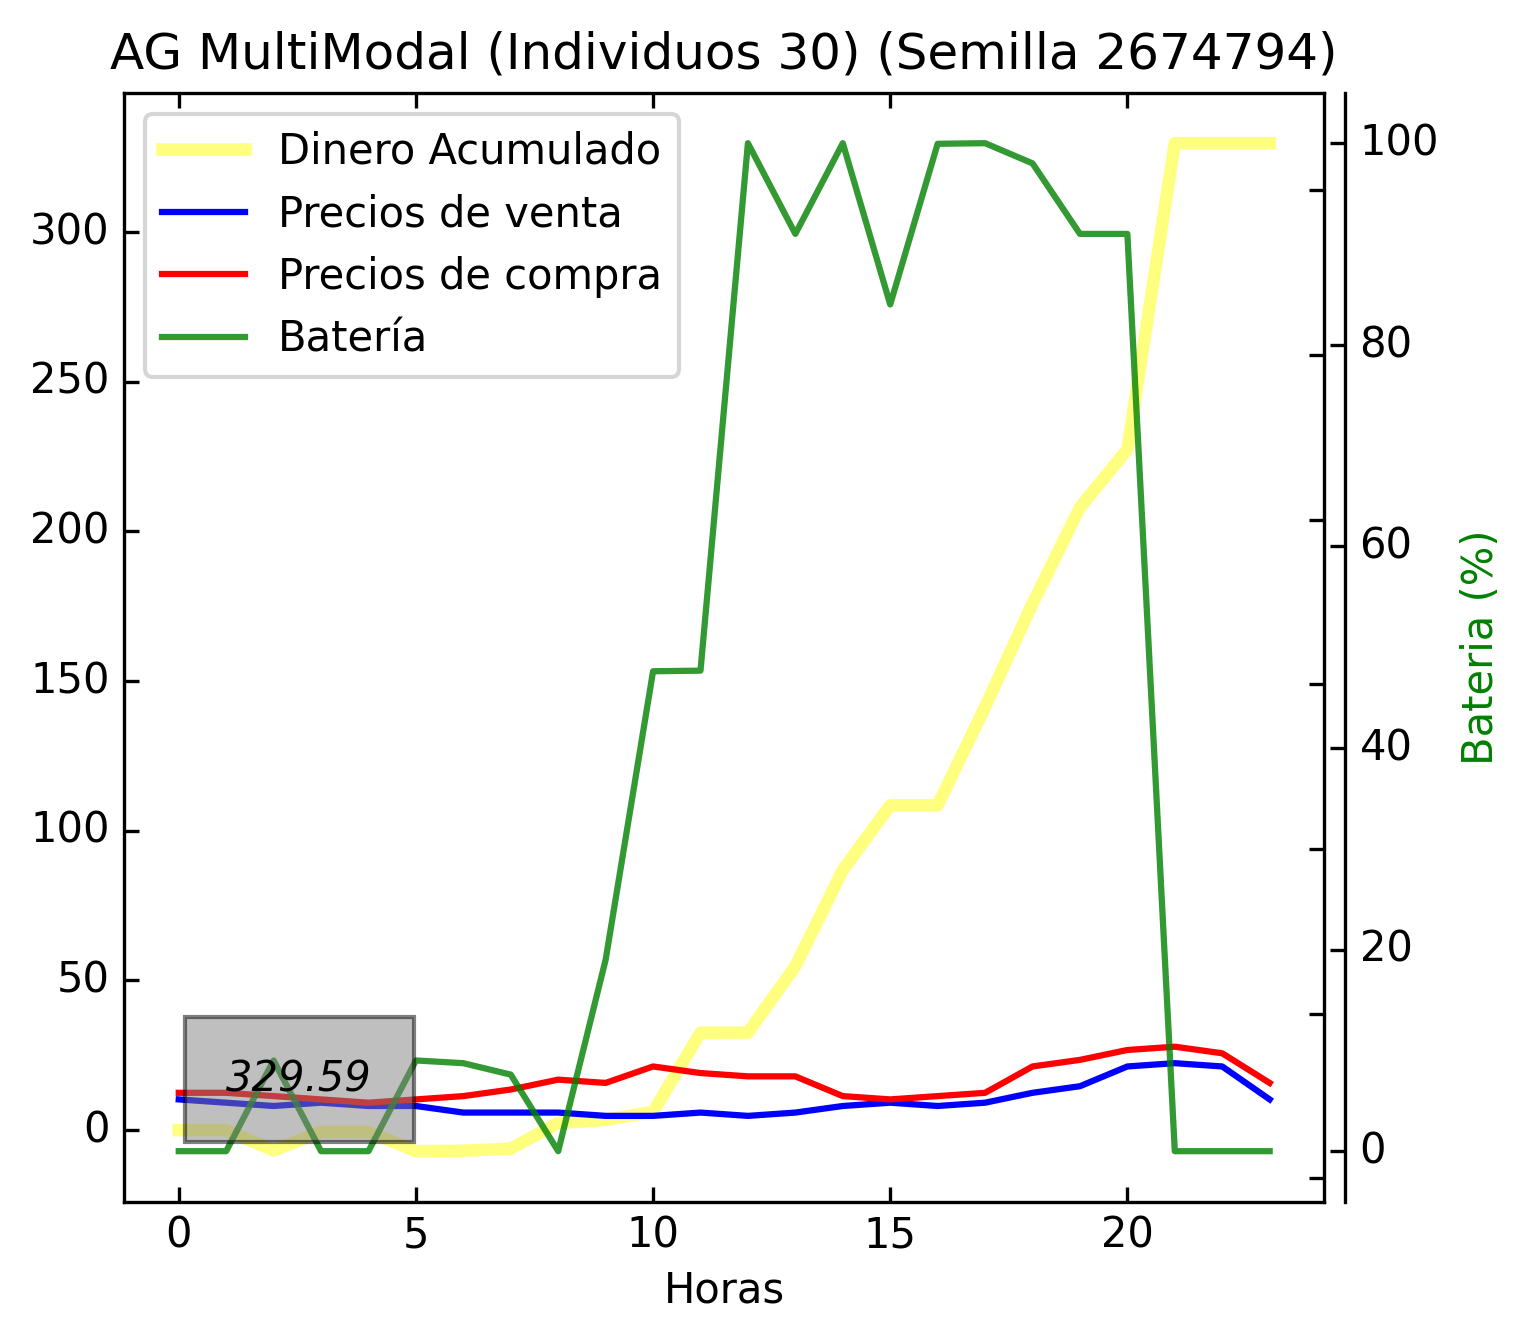 AG MultiModal (Individuos 30) (Semilla 2674794)
Dinero Acumulado
Precios de venta
Precios de compra
Batería
300
250
200
150
100
50
0
329.59
100
80
60
40
20
0
Bateria (%)
0 5 10 15 20
Horas